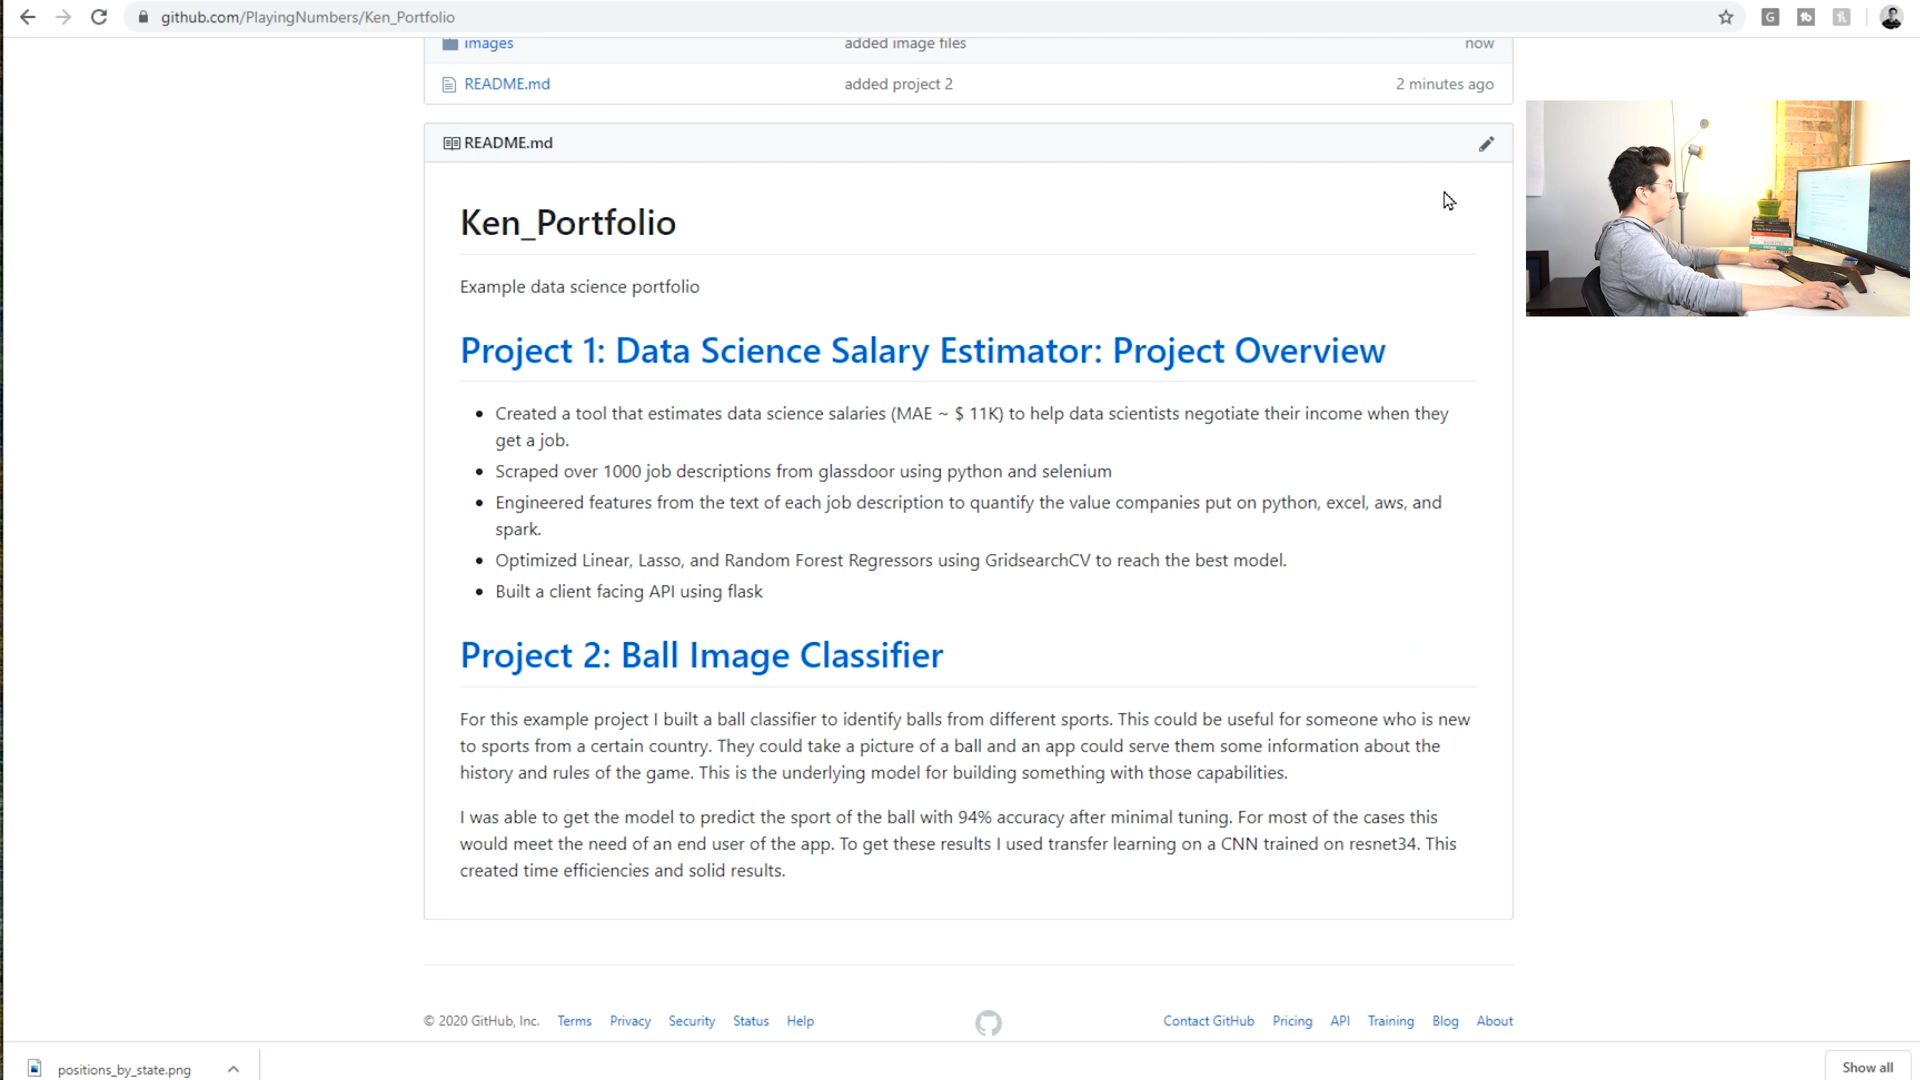 github.com/PlayingNumbers/Ken_Portfolio
images added image files now
README.md added project 2 2 minutes ago
README.md
Ken_Portfolio
Example data science portfolio
Project 1: Data Science Salary Estimator: Project Overview
Created a tool that estimates data science salaries (MAE ~ $ 11K) to help data scientists negotiate their income when they
get a job.
Scraped over 1000 job descriptions from glassdoor using python and selenium
Engineered features from the text of each job description to quantify the value companies put on python, excel, aws, and
spark.
Optimized Linear, Lasso, and Random Forest Regressors using GridsearchCV to reach the best model.
Built a client facing API using flask
Project 2: Ball Image Classifier
For this example project I built a ball classifier to identify balls from different sports. This could be useful for someone who is new
to sports from a certain country. They could take a picture of a ball and an app could serve them some information about the
history and rules of the game. This is the underlying model for building something with those capabilities.
I was able to get the model to predict the sport of the ball with 94% accuracy after minimal tuning. For most of the cases this
would meet the need of an end user of the app. To get these results I used transfer learning on a CNN trained on resnet34. This
created time efficiencies and solid results.
© 2020 GitHub, Inc. Terms Privacy Security Status Help Contact GitHub Pricing API Training Blog About
positions_by_state.png Show all